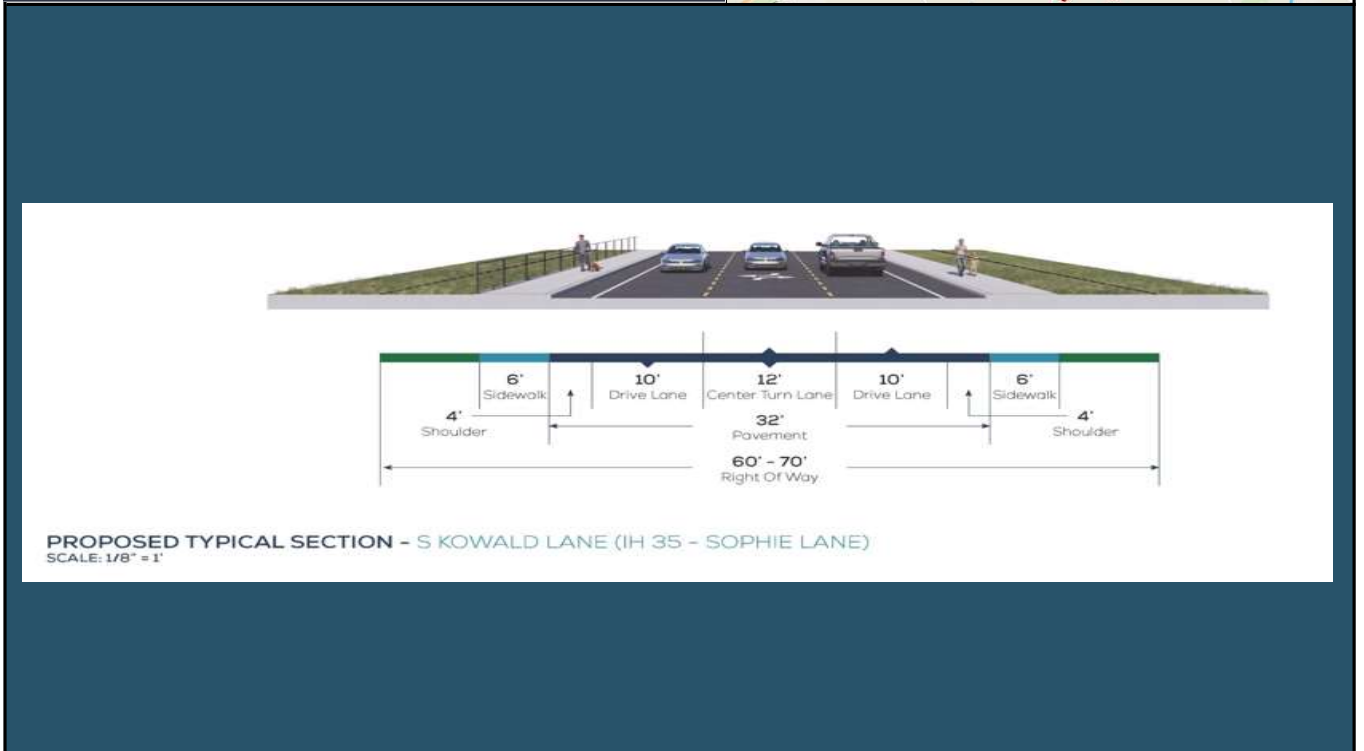 6' 10' 12' 10' 6'
Sidewalk Drive Lane Center Turn Lane Drive Lane Sidewalk
4' 32' 4'
Shoulder Pavement Shoulder
60' - 70'
Right Of Way
PROPOSED TYPICAL SECTION - S KOWALD LANE (IH 35 - SOPHIE LANE)
SCALE: 1/8" = 1'